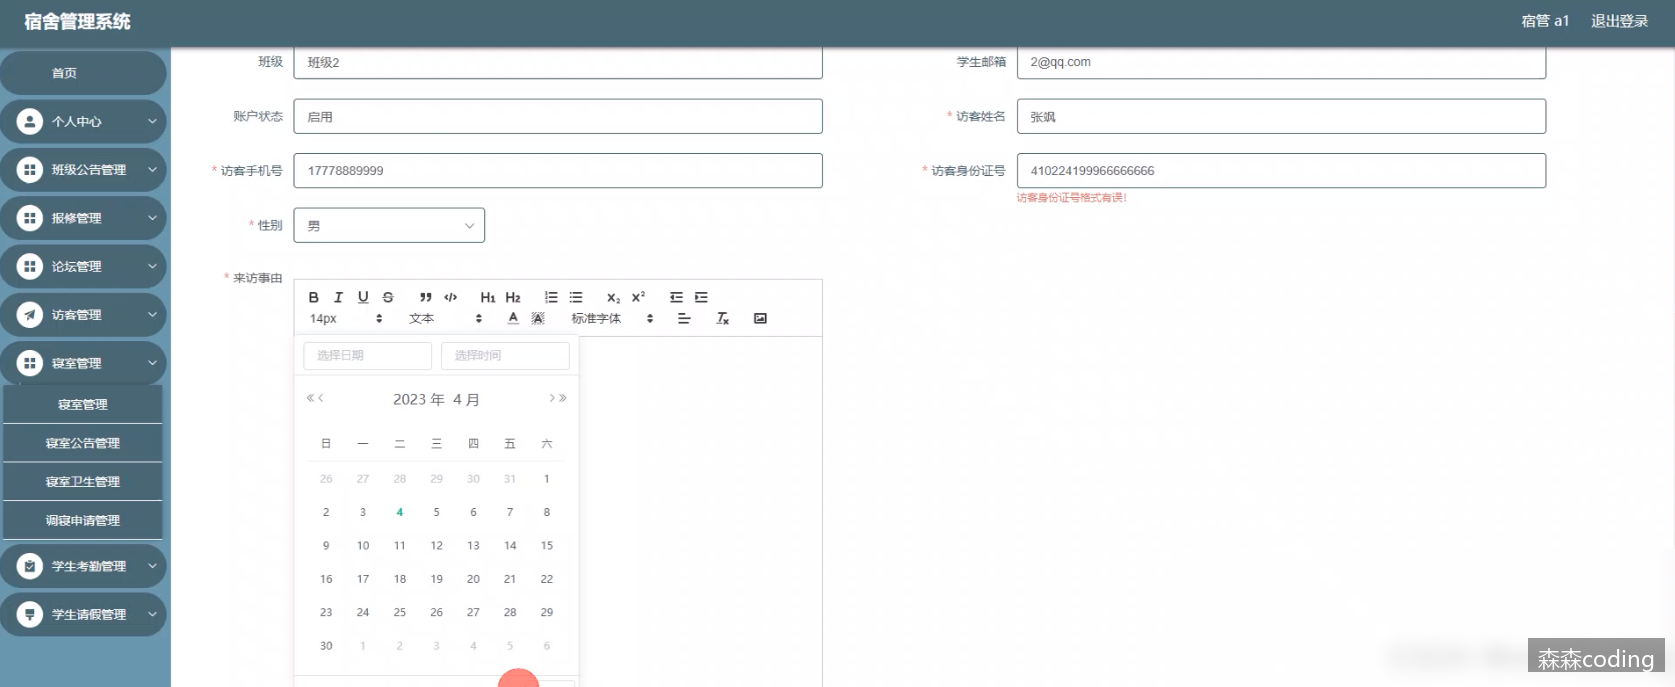 宿舍管理系统
宿管 a1 退出登录
首页
个人中心
班级公告管理
报修管理
论坛管理
访客管理
寝室管理
寝室管理
寝室公告管理
寝室卫生管理
调寝申请管理
学生考勤管理
学生请假管理
班级 班级2 学生邮箱 2@qq.com
账户状态 启用 * 访客姓名 张飒
* 访客手机号 17778889999 * 访客身份证号 410224199966666666
访客身份证号格式有误!
* 性别 男
* 来访事由
B I U S ” </> H1 H2 x₂ x²
14px 文本 A A 标准字体 Tx
选择日期 选择时间
« ‹ 2023 年 4 月 › »
日 一 二 三 四 五 六
26 27 28 29 30 31 1
2 3 4 5 6 7 8
9 10 11 12 13 14 15
16 17 18 19 20 21 22
23 24 25 26 27 28 29
30 1 2 3 4 5 6
森森coding